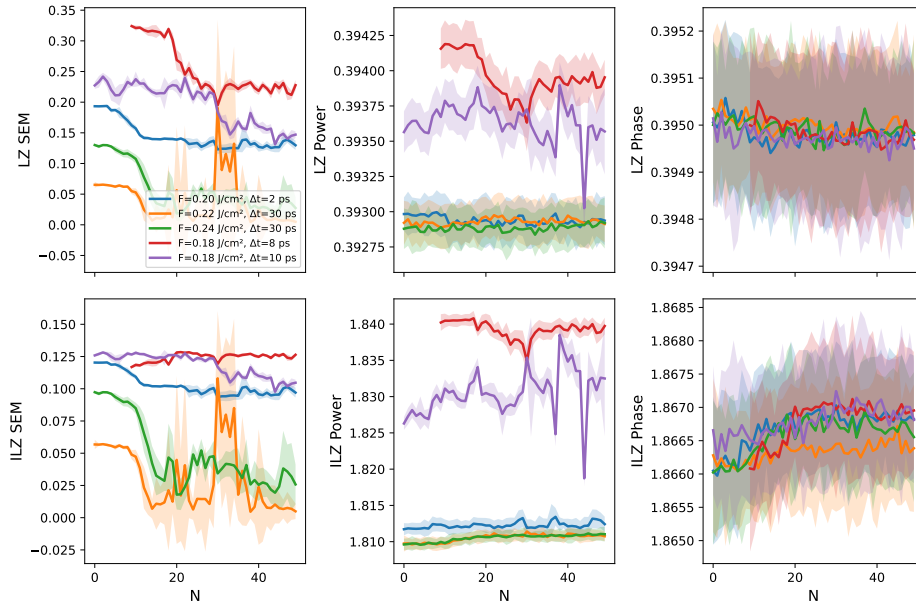 LZ SEM
0.35
0.30
0.25
0.20
0.15
0.10
0.05
0.00
−0.05
F=0.20 J/cm², Δt=2 ps
F=0.22 J/cm², Δt=30 ps
F=0.24 J/cm², Δt=30 ps
F=0.18 J/cm², Δt=8 ps
F=0.18 J/cm², Δt=10 ps
LZ Power
0.39425
0.39400
0.39375
0.39350
0.39325
0.39300
0.39275
LZ Phase
0.3952
0.3951
0.3950
0.3949
0.3948
0.3947
ILZ SEM
0.150
0.125
0.100
0.075
0.050
0.025
0.000
−0.025
0 20 40
N
ILZ Power
1.840
1.835
1.830
1.825
1.820
1.815
1.810
0 20 40
N
ILZ Phase
1.8685
1.8680
1.8675
1.8670
1.8665
1.8660
1.8655
1.8650
0 20 40
N